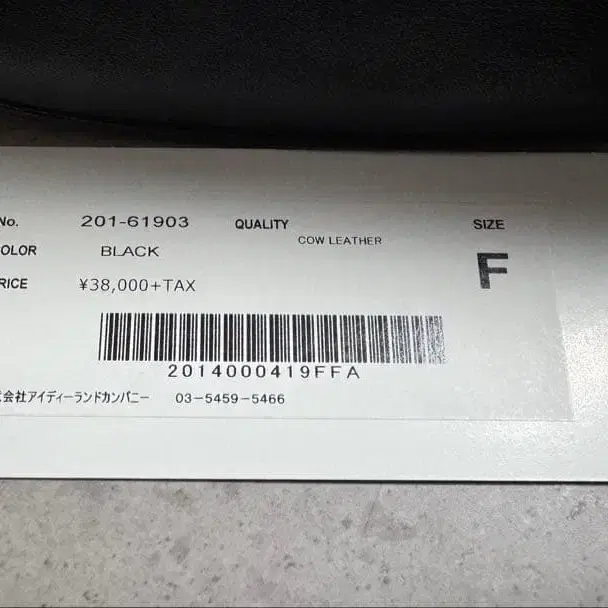 No. 201-61903 QUALITY SIZE
COW LEATHER
OLOR BLACK
F
RICE ¥38,000+TAX
2014000419FFA
会社アイディーランドカンパニー 03-5459-5466